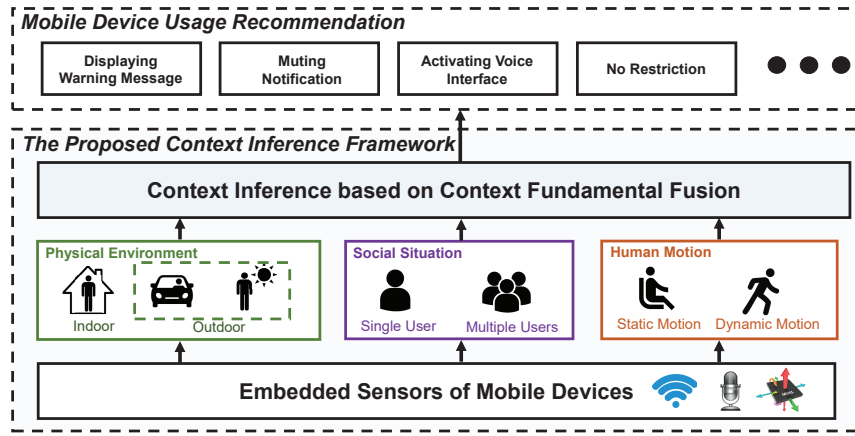 Mobile Device Usage Recommendation
Displaying
Warning Message
Muting
Notification
Activating Voice
Interface
No Restriction
The Proposed Context Inference Framework
Context Inference based on Context Fundamental Fusion
Physical Environment
Indoor
Outdoor
Social Situation
Single User
Multiple Users
Human Motion
Static Motion
Dynamic Motion
Embedded Sensors of Mobile Devices